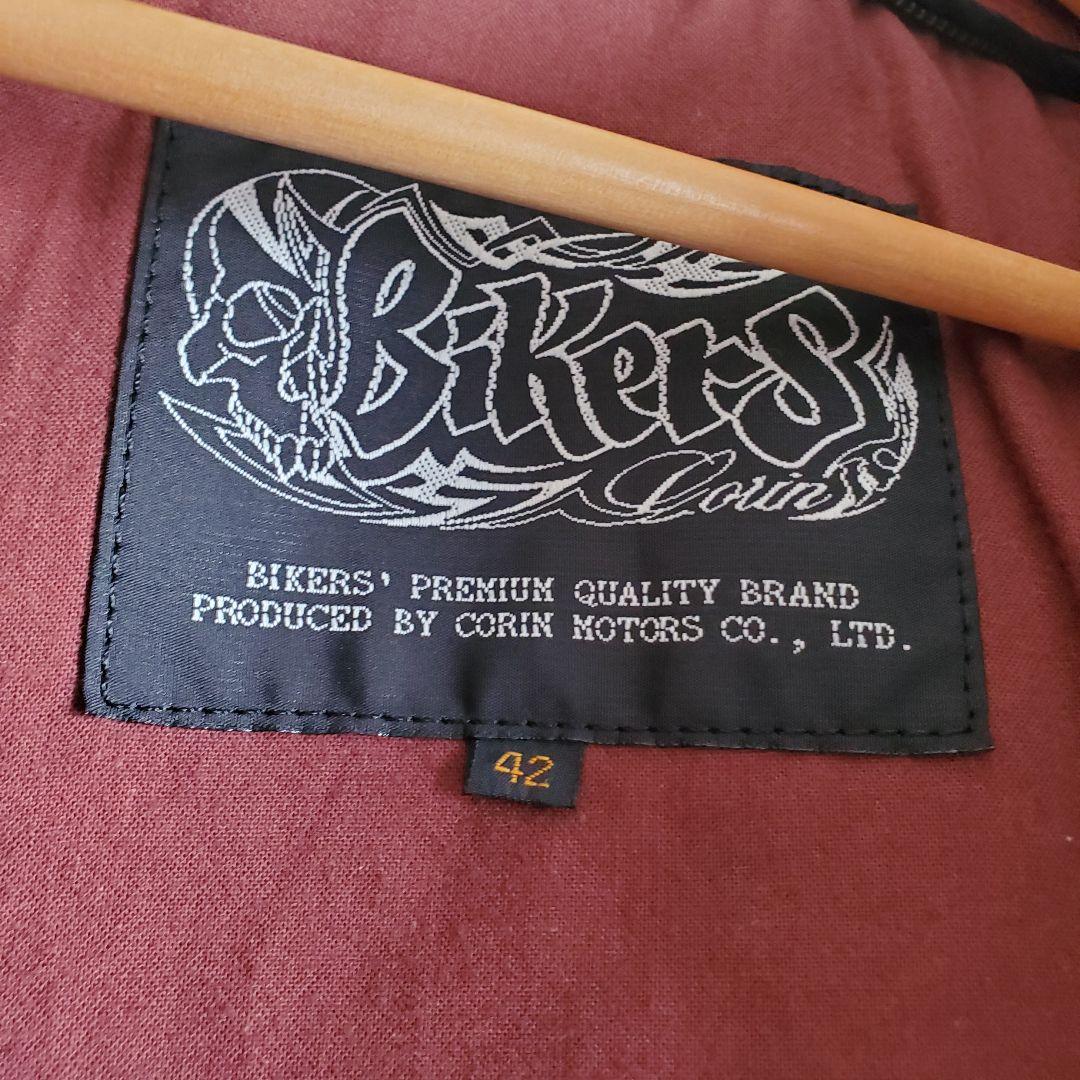 BikerS
Corin
BIKERS' PREMIUM QUALITY BRAND
PRODUCED BY CORIN MOTORS CO., LTD.
42